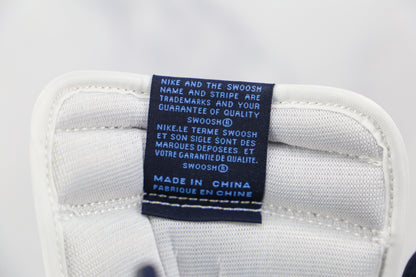 NIKE AND THE SWOOSH
NAME AND STRIPE ARE
TRADEMARKS AND YOUR
GUARANTEE OF QUALITY
SWOOSH®
NIKE,LE TERME SWOOSH
ET SON SIGLE SONT DES
MARQUES DEPOSEES ET
VOTRE GARANTIE DE QUALITE.
SWOOSH®
MADE IN CHINA
FABRIQUE EN CHINE